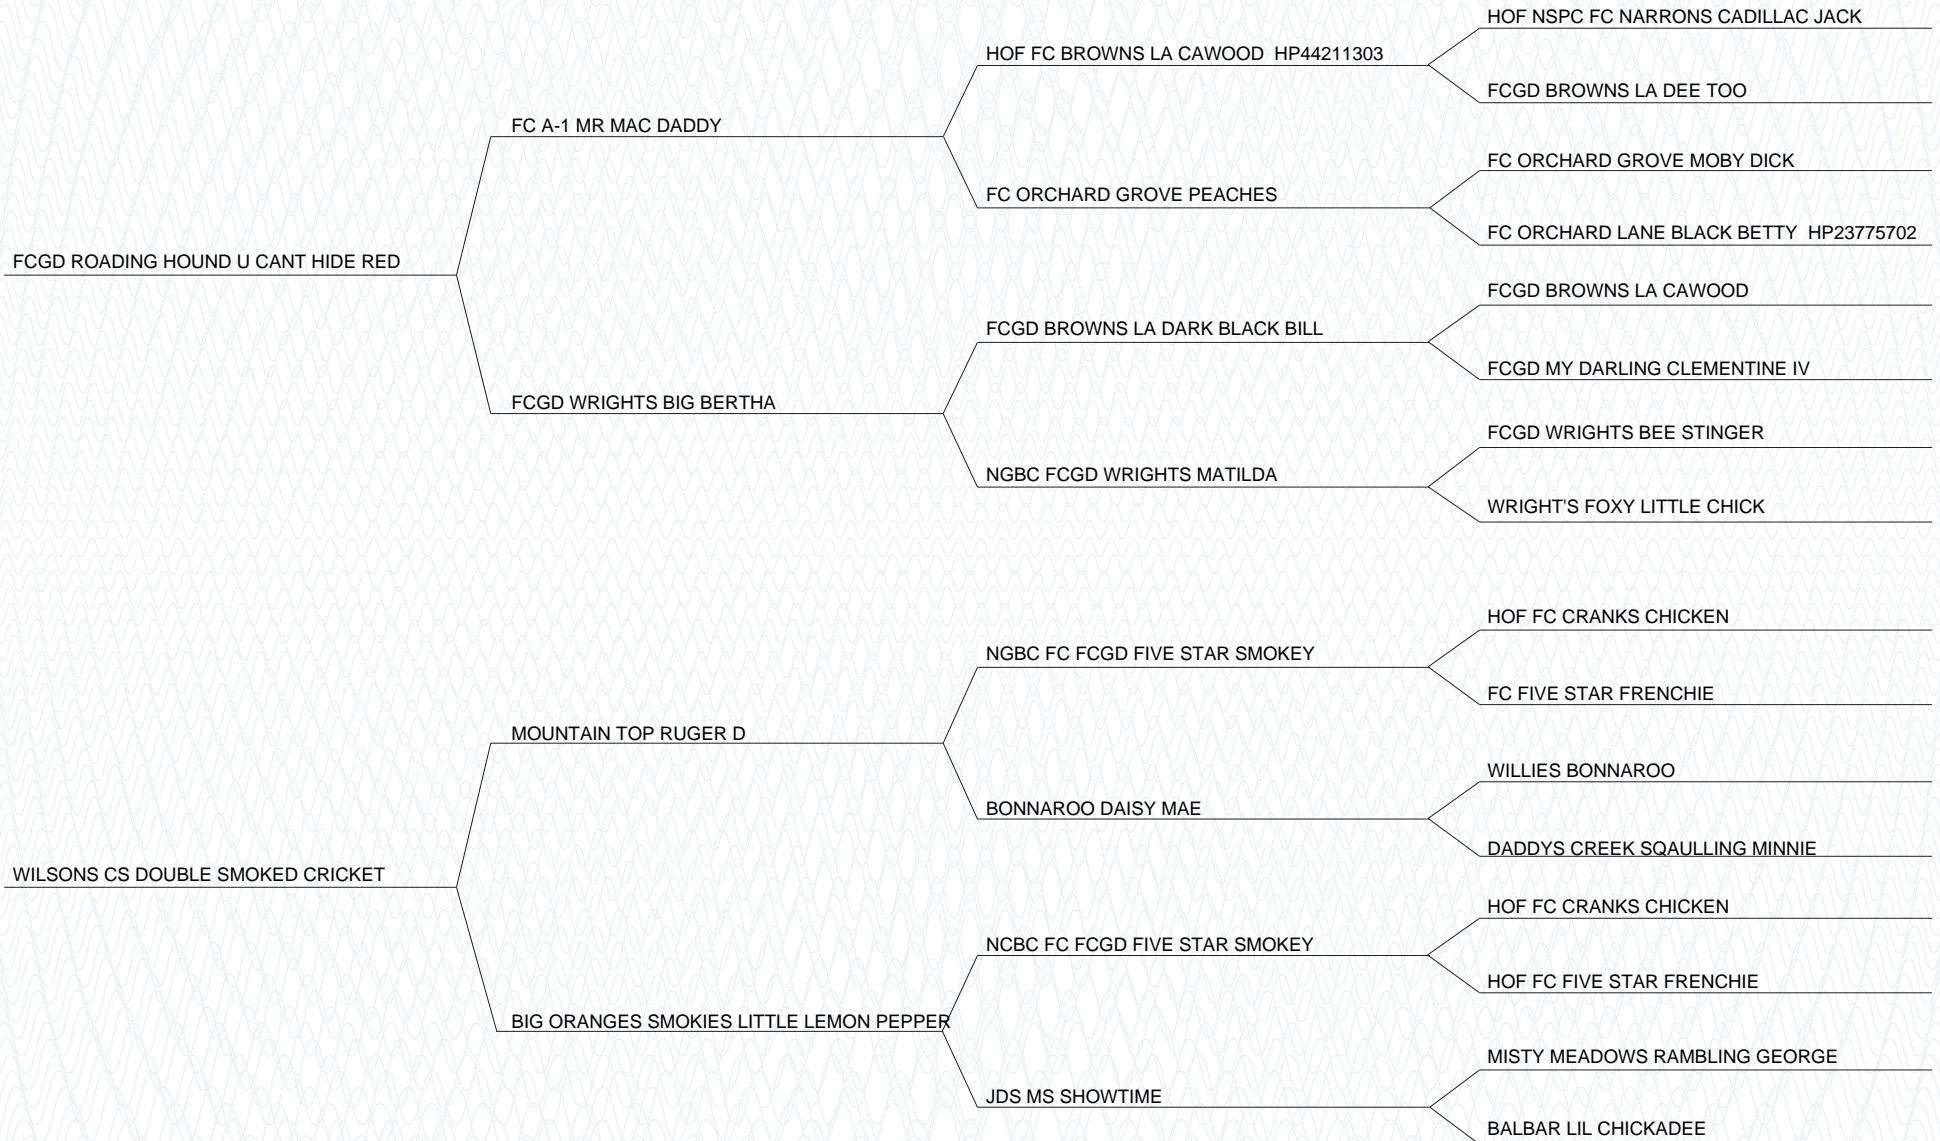 HOF NSPC FC NARRONS CADILLAC JACK
HOF FC BROWNS LA CAWOOD HP44211303
FCGD BROWNS LA DEE TOO
FC A-1 MR MAC DADDY
FC ORCHARD GROVE MOBY DICK
FC ORCHARD GROVE PEACHES
FC ORCHARD LANE BLACK BETTY HP23775702
FCGD ROADING HOUND U CANT HIDE RED
FCGD BROWNS LA CAWOOD
FCGD BROWNS LA DARK BLACK BILL
FCGD MY DARLING CLEMENTINE IV
FCGD WRIGHTS BIG BERTHA
FCGD WRIGHTS BEE STINGER
NGBC FCGD WRIGHTS MATILDA
WRIGHT'S FOXY LITTLE CHICK
HOF FC CRANKS CHICKEN
NGBC FC FCGD FIVE STAR SMOKEY
FC FIVE STAR FRENCHIE
MOUNTAIN TOP RUGER D
WILLIES BONNAROO
BONNAROO DAISY MAE
DADDYS CREEK SQAULLING MINNIE
WILSONS CS DOUBLE SMOKED CRICKET
HOF FC CRANKS CHICKEN
NCBC FC FCGD FIVE STAR SMOKEY
HOF FC FIVE STAR FRENCHIE
BIG ORANGES SMOKIES LITTLE LEMON PEPPER
MISTY MEADOWS RAMBLING GEORGE
JDS MS SHOWTIME
BALBAR LIL CHICKADEE